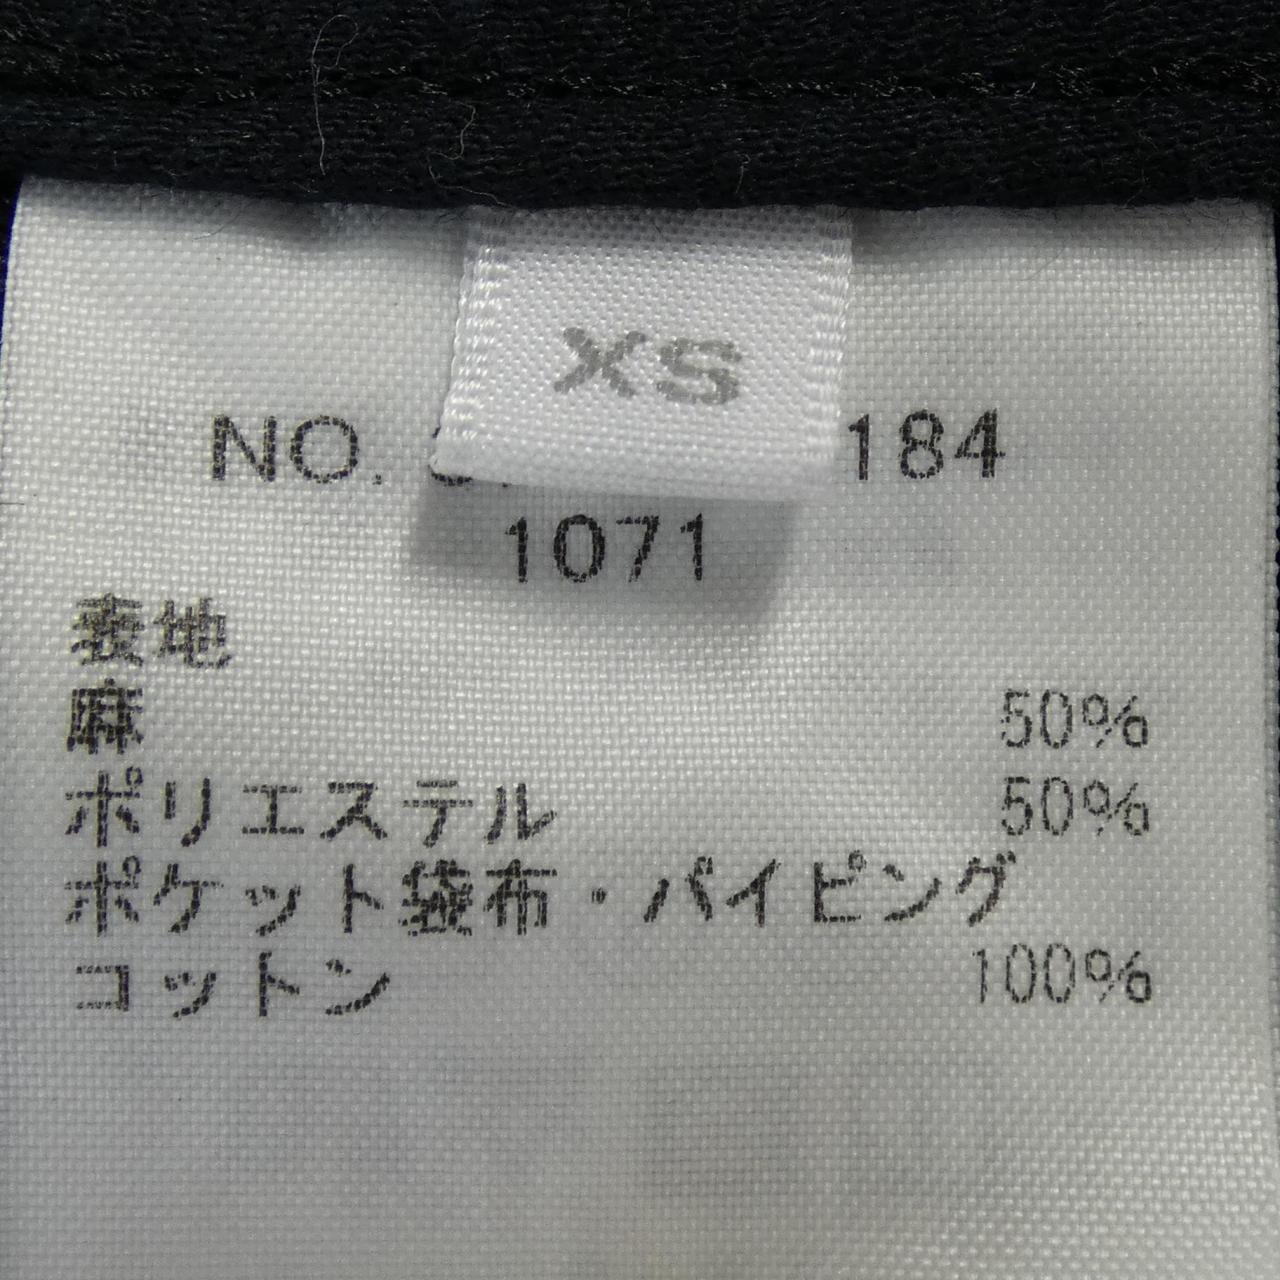 XS
NO. 184
1071
表地
麻 50%
ポリエステル 50%
ポケット袋布・パイピング
コットン 100%